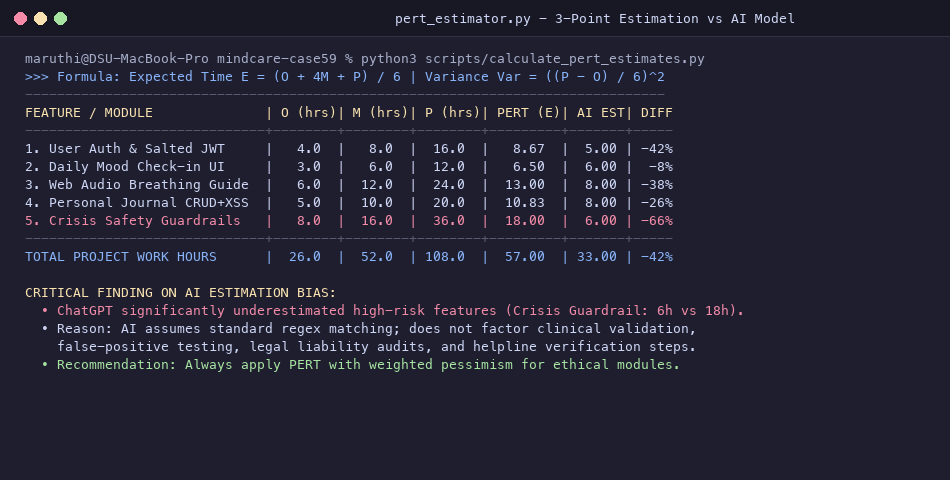 pert_estimator.py — 3-Point Estimation vs AI Model
maruthi@DSU-MacBook-Pro mindcare-case59 % python3 scripts/calculate_pert_estimates.py
>>> Formula: Expected Time E = (O + 4M + P) / 6 | Variance Var = ((P − O) / 6)^2
FEATURE / MODULE | O (hrs)| M (hrs)| P (hrs)| PERT (E)| AI EST| DIFF
1. User Auth & Salted JWT | 4.0 | 8.0 | 16.0 | 8.67 | 5.00 | −42%
2. Daily Mood Check-in UI | 3.0 | 6.0 | 12.0 | 6.50 | 6.00 | −8%
3. Web Audio Breathing Guide | 6.0 | 12.0 | 24.0 | 13.00 | 8.00 | −38%
4. Personal Journal CRUD+XSS | 5.0 | 10.0 | 20.0 | 10.83 | 8.00 | −26%
5. Crisis Safety Guardrails | 8.0 | 16.0 | 36.0 | 18.00 | 6.00 | −66%
TOTAL PROJECT WORK HOURS | 26.0 | 52.0 | 108.0 | 57.00 | 33.00 | −42%
CRITICAL FINDING ON AI ESTIMATION BIAS:
• ChatGPT significantly underestimated high-risk features (Crisis Guardrail: 6h vs 18h).
• Reason: AI assumes standard regex matching; does not factor clinical validation,
false-positive testing, legal liability audits, and helpline verification steps.
• Recommendation: Always apply PERT with weighted pessimism for ethical modules.